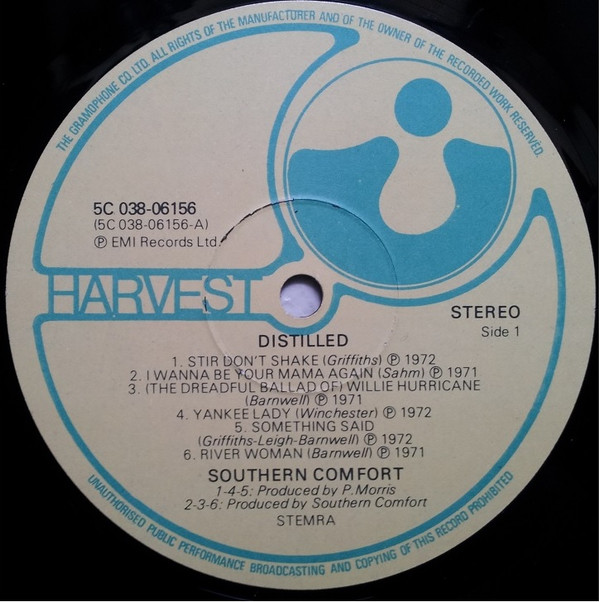 THE GRAMOPHONE CO. LTD. ALL RIGHTS OF THE MANUFACTURER AND OF THE OWNER OF THE RECORDED WORK RESERVED.
5C 038-06156
(5C 038-06156-A)
Ⓟ EMI Records Ltd.
HARVEST
STEREO
Side 1
DISTILLED
1. STIR DON'T SHAKE (Griffiths) Ⓟ 1972
2. I WANNA BE YOUR MAMA AGAIN (Sahm) Ⓟ 1971
3. (THE DREADFUL BALLAD OF) WILLIE HURRICANE
(Barnwell) Ⓟ 1971
4. YANKEE LADY (Winchester) Ⓟ 1972
5. SOMETHING SAID
(Griffiths-Leigh-Barnwell) Ⓟ 1972
6. RIVER WOMAN (Barnwell) Ⓟ 1971
SOUTHERN COMFORT
1-4-5: Produced by P. Morris
2-3-6: Produced by Southern Comfort
STEMRA
UNAUTHORISED PUBLIC PERFORMANCE BROADCASTING AND COPYING OF THIS RECORD PROHIBITED